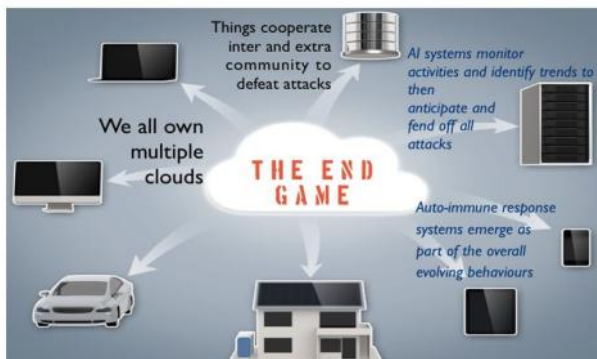 Things cooperate
inter and extra
community to
defeat attacks
AI systems monitor
activities and identify trends to
then
anticipate and
fend off all
attacks
We all own
multiple
clouds
THE END
GAME
Auto-immune response
systems emerge as
part of the overall
evolving behaviours